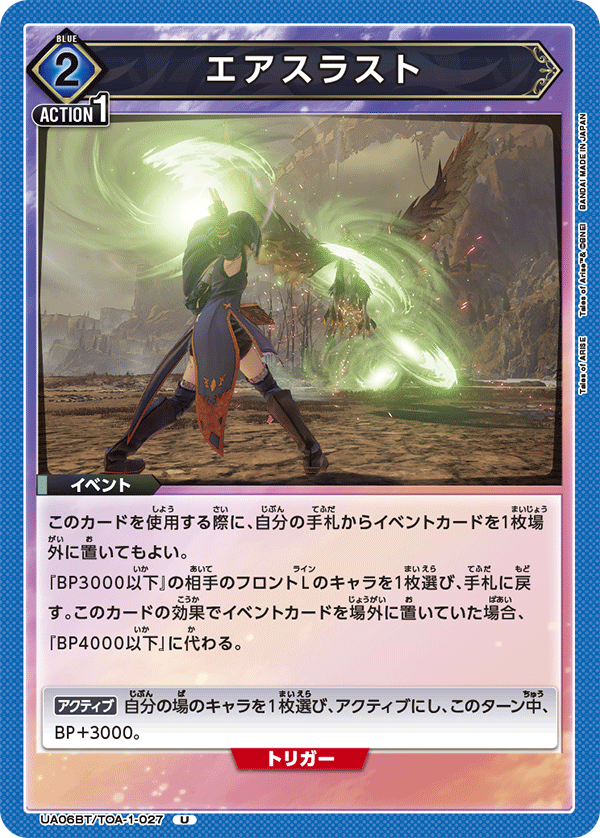 BLUE
2
エアスラスト
ACTION 1
BANDAI MADE IN JAPAN
Tales of Arise™& ©BNEI
Tales of ARISE
イベント
このカードを使用する際に、自分の手札からイベントカードを1枚場
外に置いてもよい。
『BP3000以下』の相手のフロントLのキャラを1枚選び、手札に戻
す。このカードの効果でイベントカードを場外に置いていた場合、
『BP4000以下』に代わる。
アクティブ 自分の場のキャラを1枚選び、アクティブにし、このターン中、
BP+3000。
トリガー
UA06BT/TOA-1-027 U